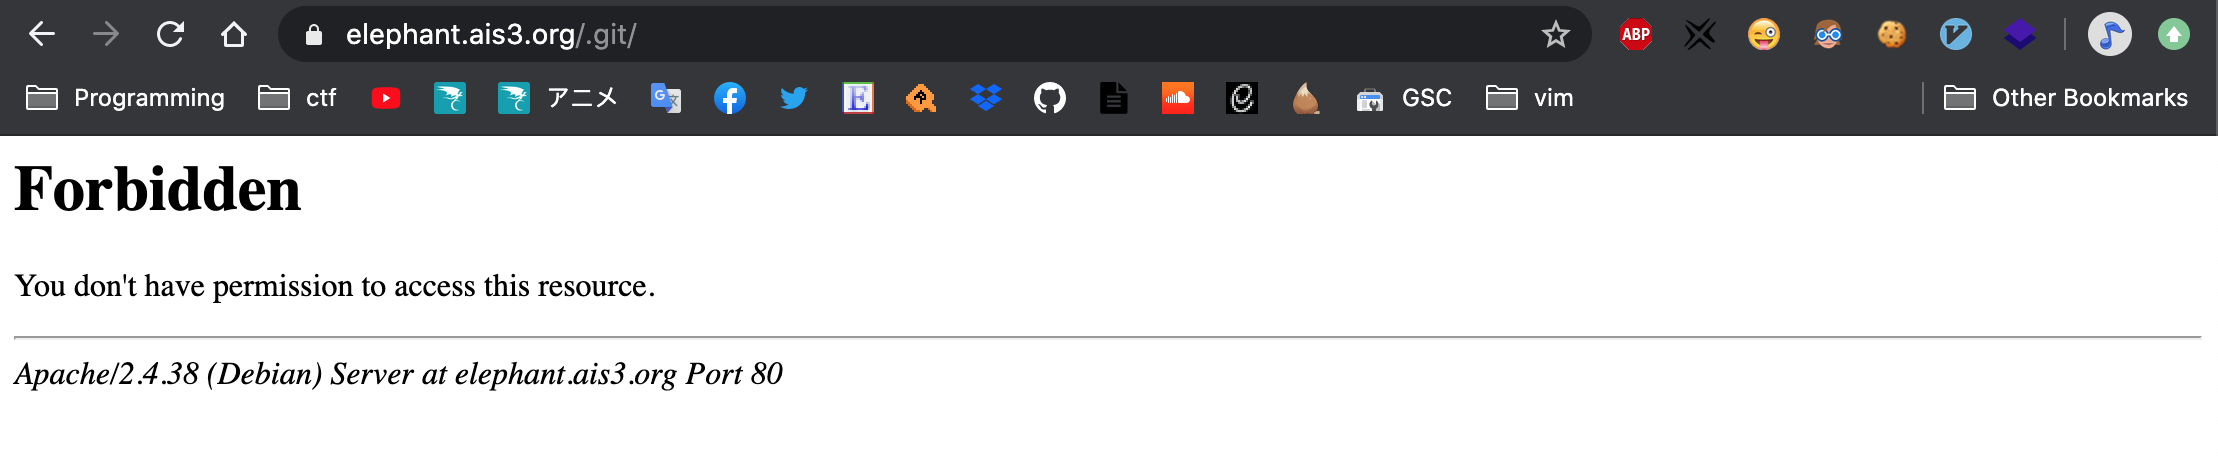 elephant.ais3.org/.git/
ABP
Programming ctf アニメ GSC vim Other Bookmarks
Forbidden
You don't have permission to access this resource.
Apache/2.4.38 (Debian) Server at elephant.ais3.org Port 80